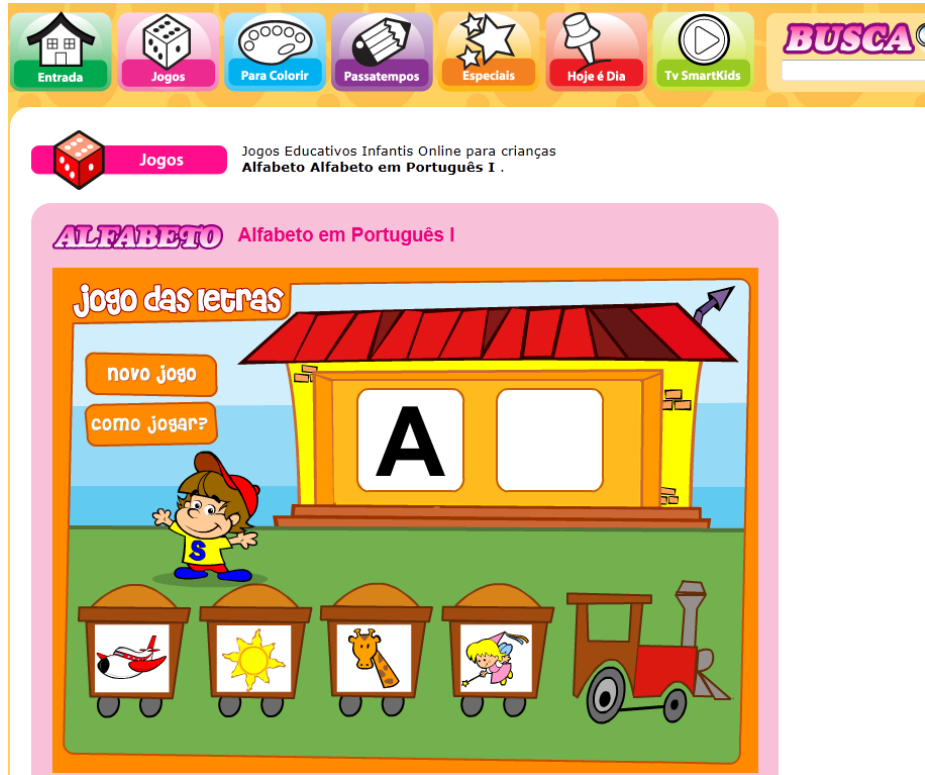 Entrada
Jogos
Para Colorir
Passatempos
Especiais
Hoje é Dia
Tv SmartKids
BUSCA
Jogos
Jogos Educativos Infantis Online para crianças
Alfabeto Alfabeto em Português I .
ALFABETO Alfabeto em Português I
jogo das letras
novo jogo
como jogar?
A
S